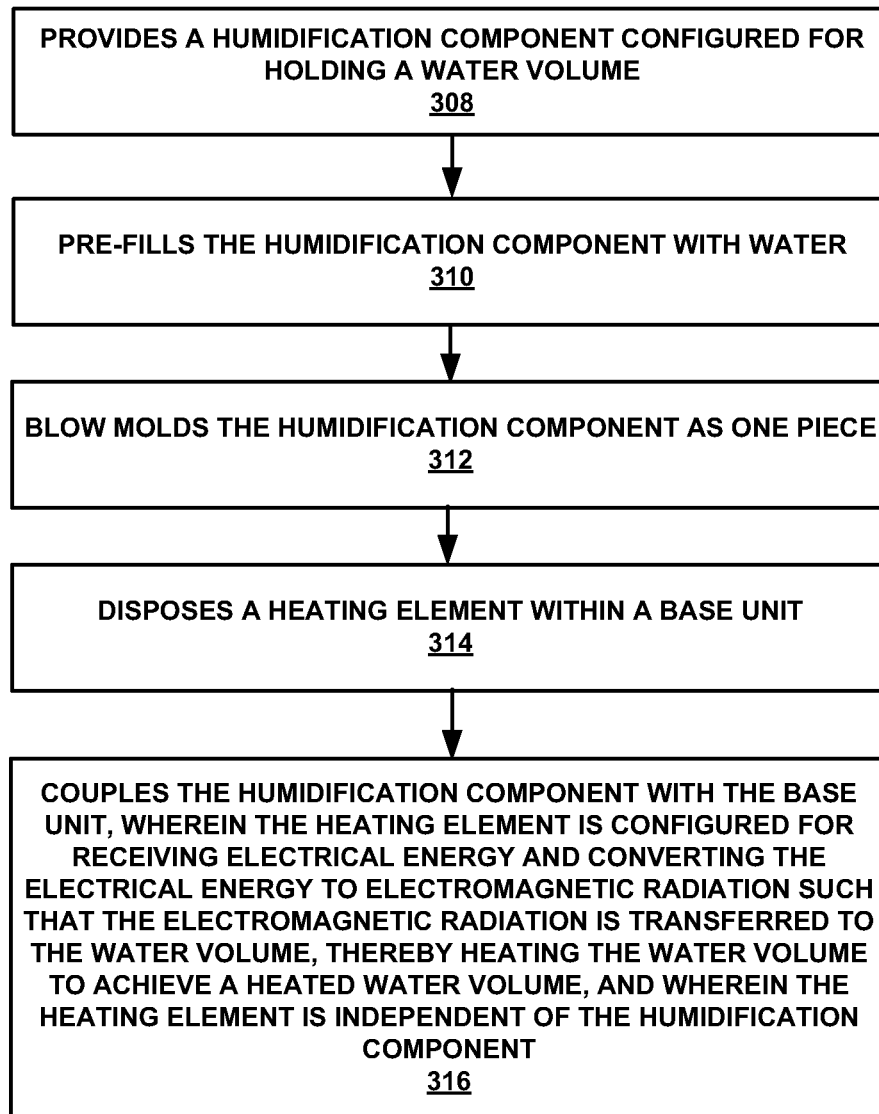 PROVIDES A HUMIDIFICATION COMPONENT CONFIGURED FOR
HOLDING A WATER VOLUME
308
PRE-FILLS THE HUMIDIFICATION COMPONENT WITH WATER
310
BLOW MOLDS THE HUMIDIFICATION COMPONENT AS ONE PIECE
312
DISPOSES A HEATING ELEMENT WITHIN A BASE UNIT
314
COUPLES THE HUMIDIFICATION COMPONENT WITH THE BASE
UNIT, WHEREIN THE HEATING ELEMENT IS CONFIGURED FOR
RECEIVING ELECTRICAL ENERGY AND CONVERTING THE
ELECTRICAL ENERGY TO ELECTROMAGNETIC RADIATION SUCH
THAT THE ELECTROMAGNETIC RADIATION IS TRANSFERRED TO
THE WATER VOLUME, THEREBY HEATING THE WATER VOLUME
TO ACHIEVE A HEATED WATER VOLUME, AND WHEREIN THE
HEATING ELEMENT IS INDEPENDENT OF THE HUMIDIFICATION
COMPONENT
316